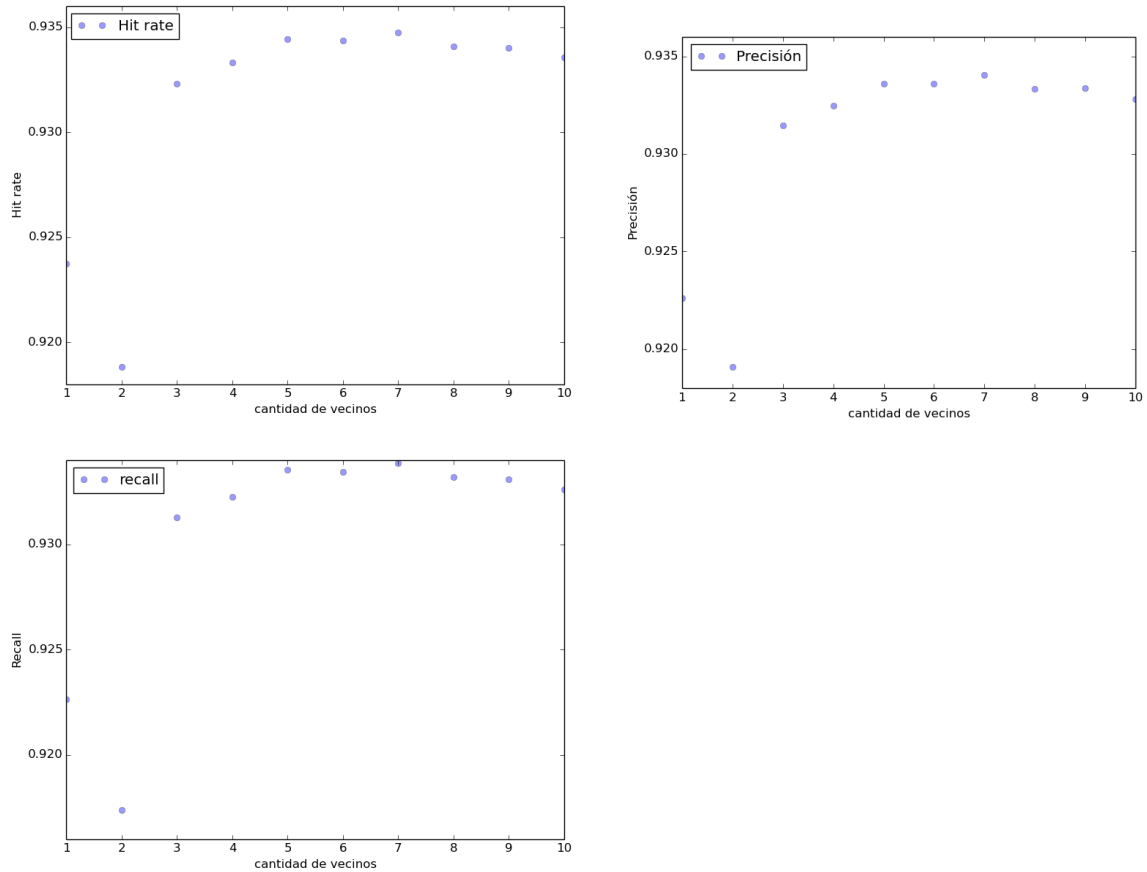 Hit rate
0.935
0.930
0.925
0.920
Hit rate
1 2 3 4 5 6 7 8 9 10
cantidad de vecinos
Precisión
0.935
0.930
0.925
0.920
Precisión
1 2 3 4 5 6 7 8 9 10
cantidad de vecinos
recall
0.930
0.925
0.920
Recall
1 2 3 4 5 6 7 8 9 10
cantidad de vecinos